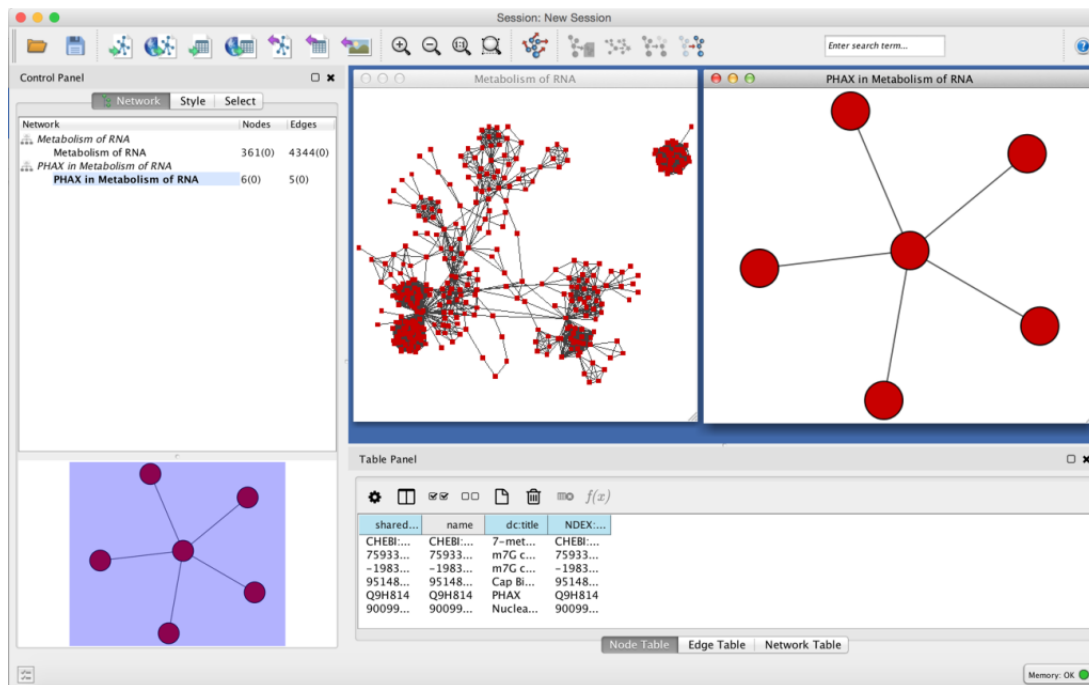 Session: New Session
Enter search term...
Control Panel
Network Style Select
Network Nodes Edges
Metabolism of RNA
Metabolism of RNA 361(0) 4344(0)
PHAX in Metabolism of RNA
PHAX in Metabolism of RNA 6(0) 5(0)
Metabolism of RNA
PHAX in Metabolism of RNA
Table Panel
f(x)
shared... name dc:title NDEX:...
CHEBI:... CHEBI:... 7-met... CHEBI:...
75933... 75933... m7G c... 75933...
-1983... -1983... m7G c... -1983...
95148... 95148... Cap Bi... 95148...
Q9H814 Q9H814 PHAX Q9H814
90099... 90099... Nuclea... 90099...
Node Table Edge Table Network Table
Memory: OK